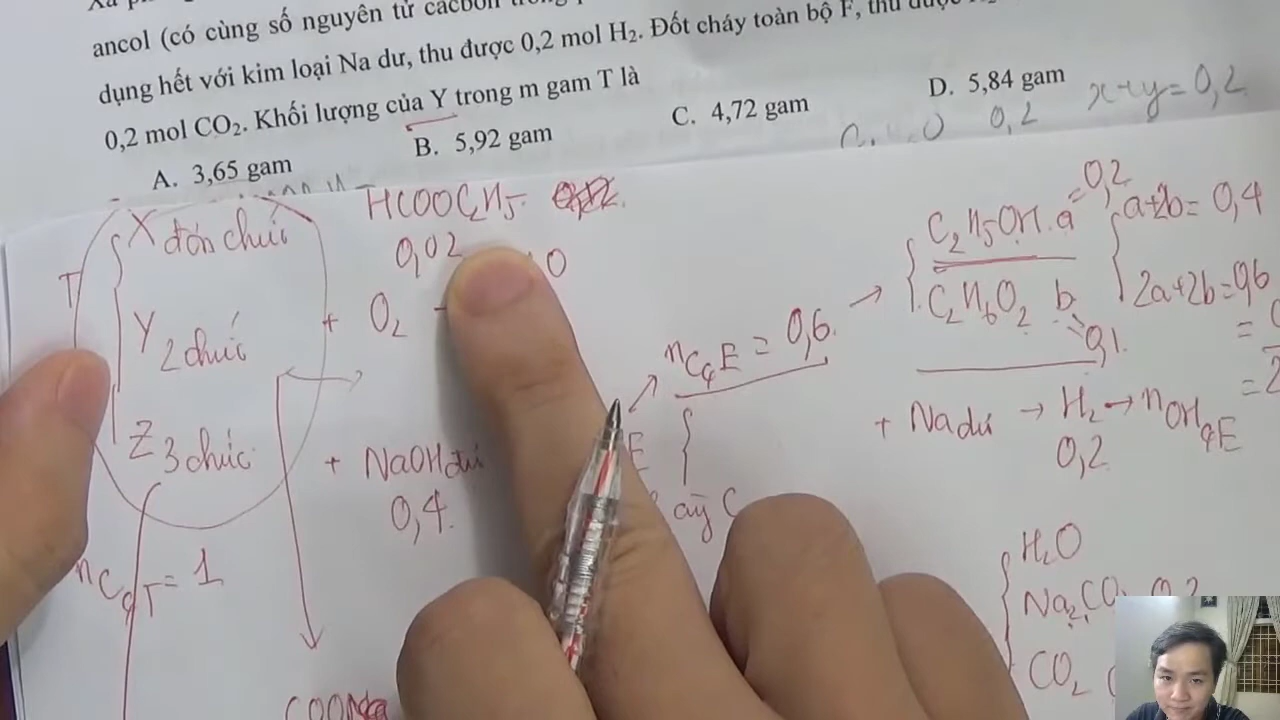 ancol (có cùng số nguyên tử cacbon
dụng hết với kim loại Na dư, thu được 0,2 mol H₂. Đốt cháy toàn bộ F, thu được
0,2 mol CO₂. Khối lượng của Y trong m gam T là
A. 3,65 gam B. 5,92 gam C. 4,72 gam D. 5,84 gam
0,2 x+y=0,2
T X đơn chức
Y 2 chức
Z 3 chức
nC/T = 1
HCOOC₂H₅
0,02
+ O₂
+ NaOH dư
0,4
nC/E = 0,6
E
C₂H₅OH a = 0,2
C₂H₆O₂ b 0,1
a+2b = 0,4
2a+2b = 0,6
+ Na dư → H₂ → nOH/E
0,2
H₂O
Na₂CO₃ 0,2
CO₂